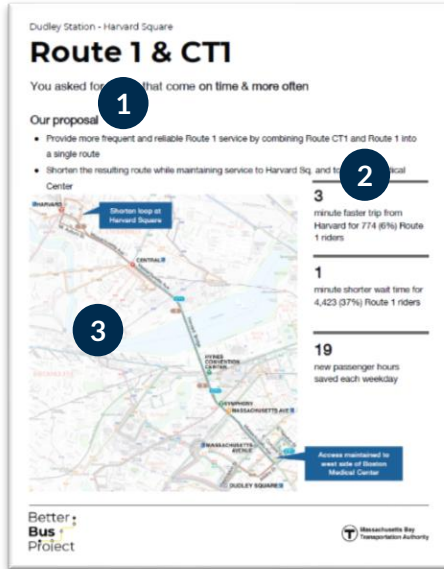 Dudley Station - Harvard Square
Route 1 & CT1
You asked for that come on time & more often
1
Our proposal
• Provide more frequent and reliable Route 1 service by combining Route CT1 and Route 1 into
a single route
2
• Shorten the resulting route while maintaining service to Harvard Sq. and
Center
3
minute faster trip from
Harvard for 774 (6%) Route
1 riders
1
minute shorter wait time for
4,423 (37%) Route 1 riders
19
new passenger hours
saved each weekday
HARVARD
Shorten loop at
Harvard Square
CENTRAL
3
HYNES
CONVENTION
CENTER
SYMPHONY
MASSACHUSETTS AVE
MASSACHUSETTS
AVENUE
Access maintained to
west side of Boston
Medical Center
DUDLEY SQUARE
Better
Bus
Project
T
Massachusetts Bay
Transportation Authority